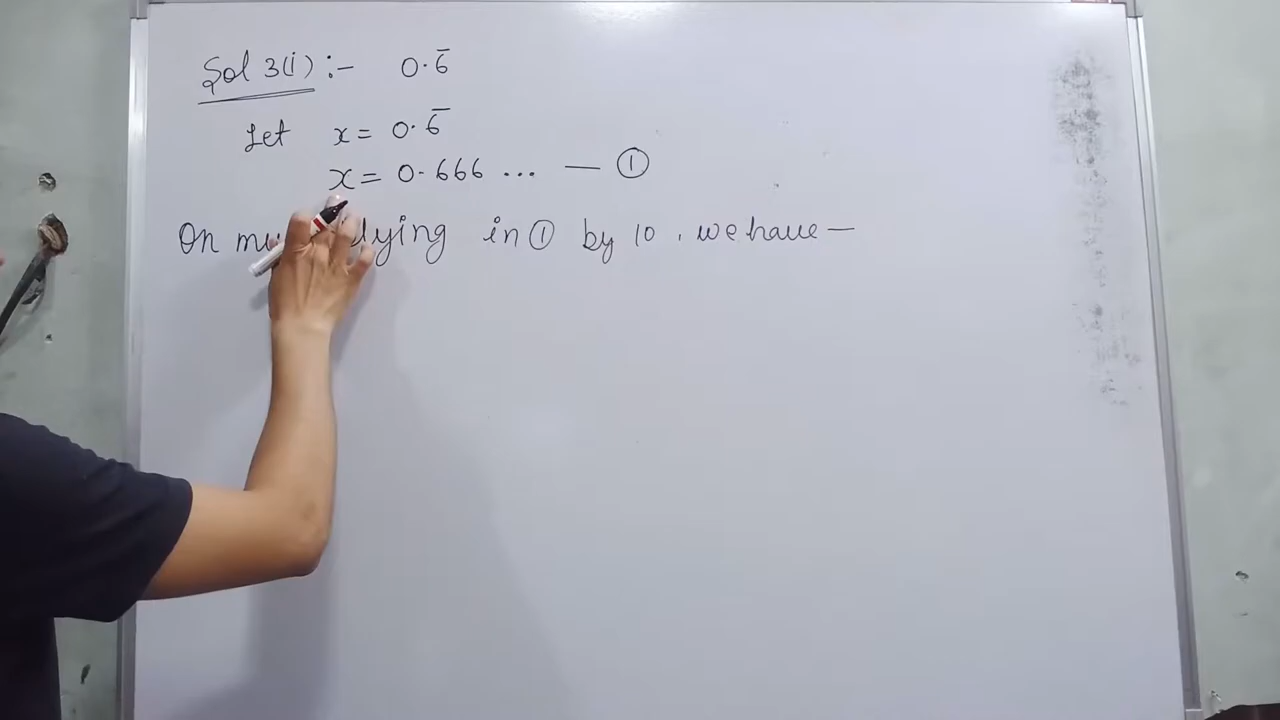 Sol 3(i) :- 0.6̅
Let x = 0.6̅
x = 0.666 ... — ①
On multiplying in ① by 10, we have —